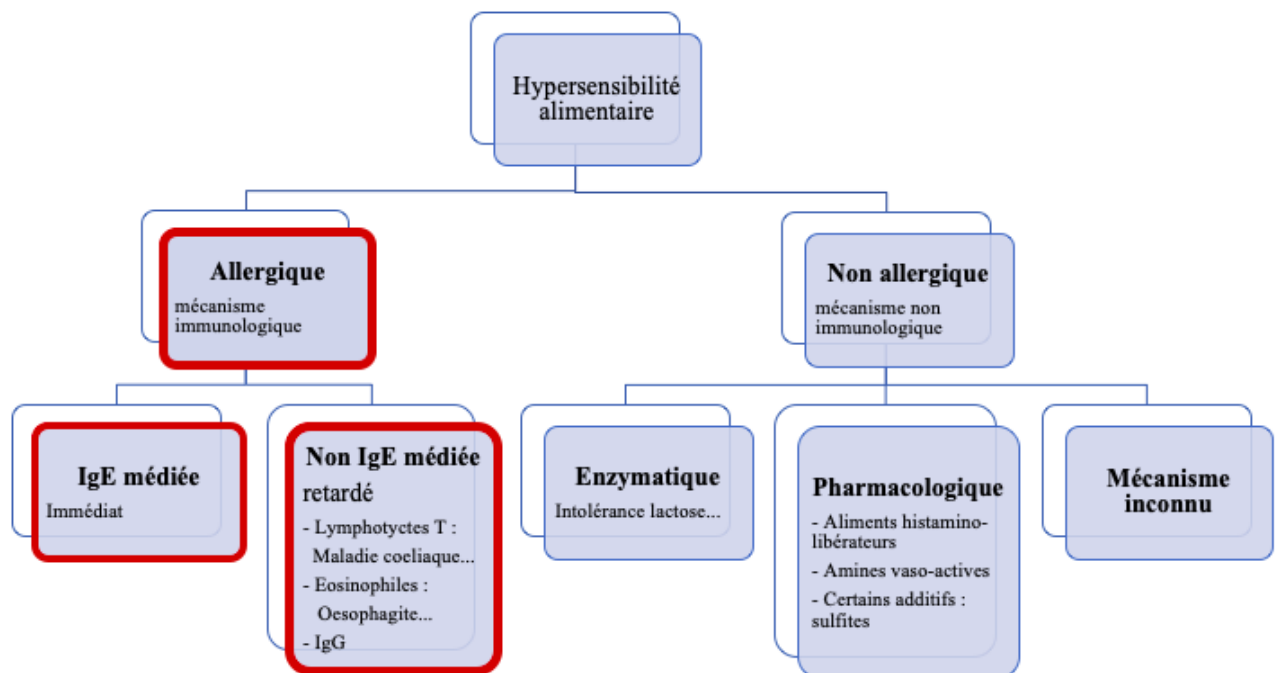 Hypersensibilité
alimentaire
Allergique
mécanisme
immunologique
Non allergique
mécanisme non
immunologique
IgE médiée
Immédiat
Non IgE médiée
retardé
- Lymphotyctes T :
Maladie coeliaque...
- Eosinophiles :
Oesophagite...
- IgG
Enzymatique
Intolérance lactose...
Pharmacologique
- Aliments histamino-
libérateurs
- Amines vaso-actives
- Certains additifs :
sulfites
Mécanisme
inconnu